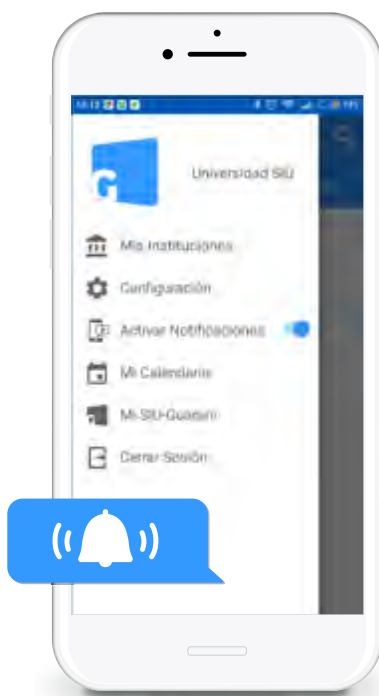 G
Universidad SIU
Mis Instituciones
Configuración
Activar Notificaciones
Mi Calendario
Mi SIU-Guaraní
Cerrar Sesión